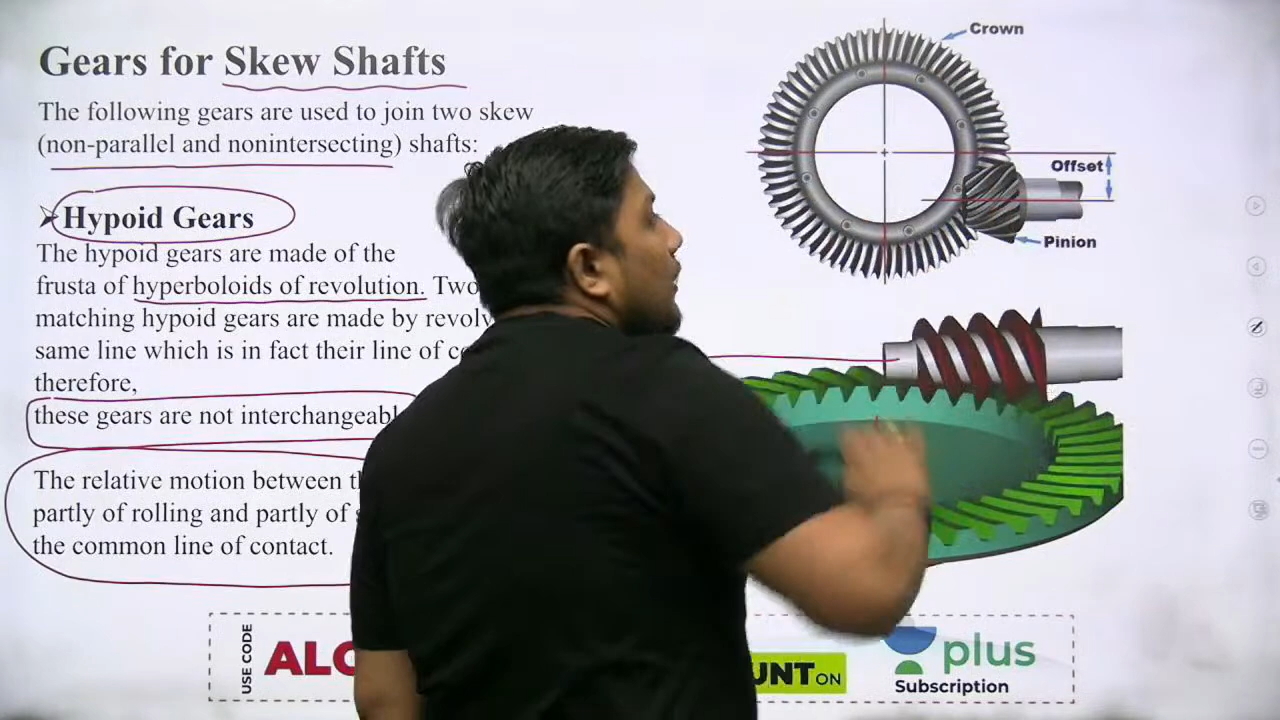 Gears for Skew Shafts
The following gears are used to join two skew
(non-parallel and nonintersecting) shafts:
➤Hypoid Gears
The hypoid gears are made of the
frusta of hyperboloids of revolution. Two
matching hypoid gears are made by revolv
same line which is in fact their line of
therefore,
these gears are not interchangeabl
The relative motion between
partly of rolling and partly of
the common line of contact.
Crown
Offset
Pinion
USE CODE
ALC
UNT ON
plus
Subscription